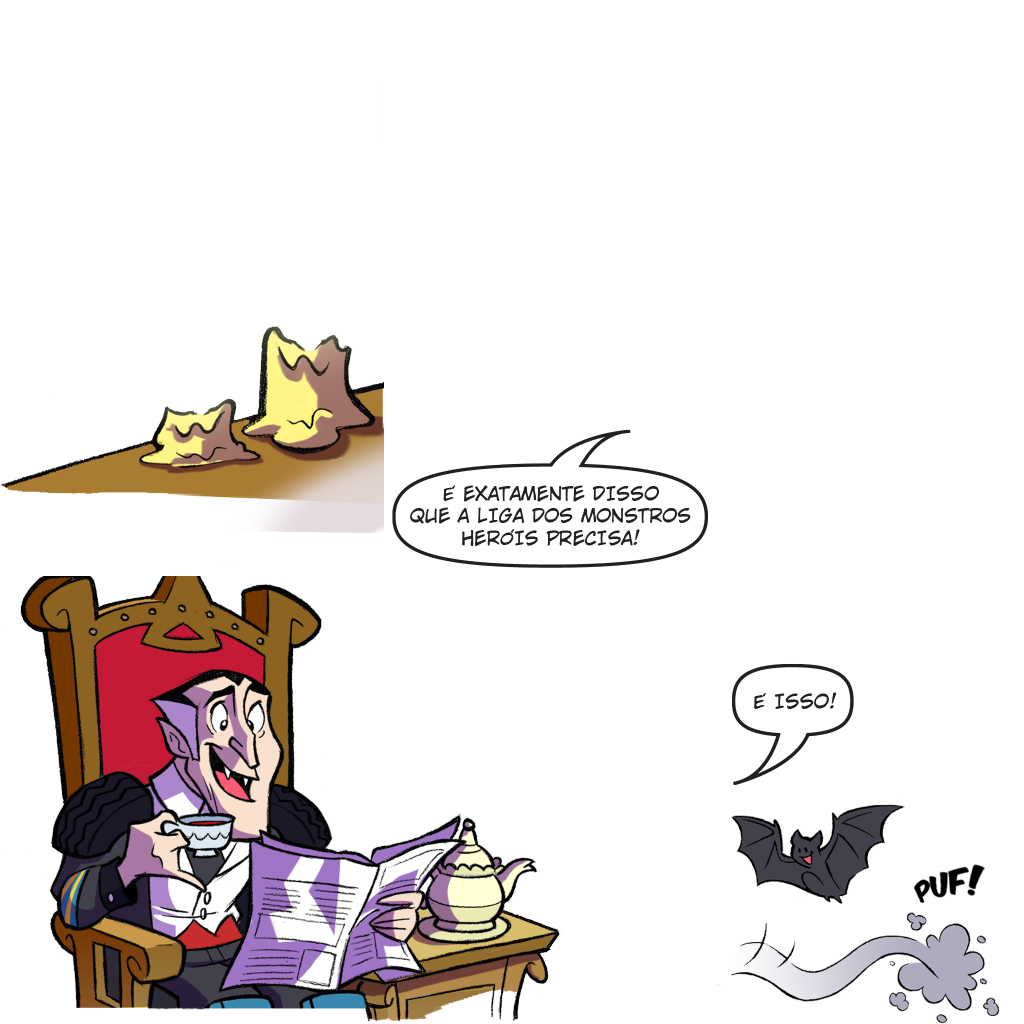 É EXATAMENTE DISSO
QUE A LIGA DOS MONSTROS
HERÓIS PRECISA!
É ISSO!
PUF!